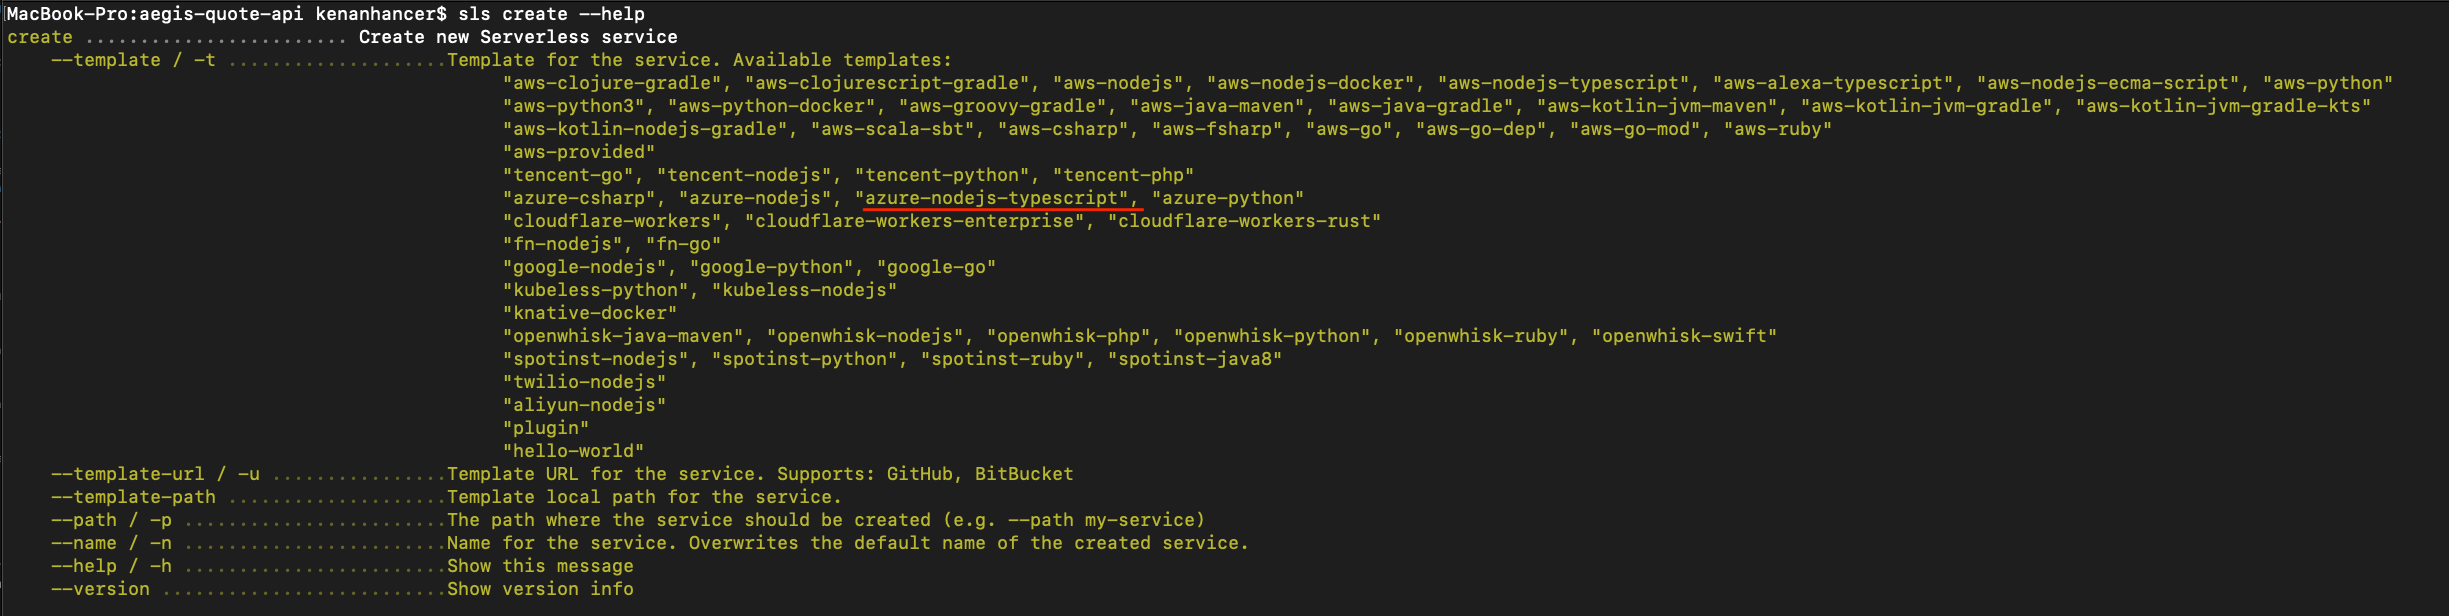 MacBook-Pro:aegis-quote-api kenanhancer$ sls create --help
create ........................ Create new Serverless service
--template / -t ....................Template for the service. Available templates:
"aws-clojure-gradle", "aws-clojurescript-gradle", "aws-nodejs", "aws-nodejs-docker", "aws-nodejs-typescript", "aws-alexa-typescript", "aws-nodejs-ecma-script", "aws-python"
"aws-python3", "aws-python-docker", "aws-groovy-gradle", "aws-java-maven", "aws-java-gradle", "aws-kotlin-jvm-maven", "aws-kotlin-jvm-gradle", "aws-kotlin-jvm-gradle-kts"
"aws-kotlin-nodejs-gradle", "aws-scala-sbt", "aws-csharp", "aws-fsharp", "aws-go", "aws-go-dep", "aws-go-mod", "aws-ruby"
"aws-provided"
"tencent-go", "tencent-nodejs", "tencent-python", "tencent-php"
"azure-csharp", "azure-nodejs", "azure-nodejs-typescript", "azure-python"
"cloudflare-workers", "cloudflare-workers-enterprise", "cloudflare-workers-rust"
"fn-nodejs", "fn-go"
"google-nodejs", "google-python", "google-go"
"kubeless-python", "kubeless-nodejs"
"knative-docker"
"openwhisk-java-maven", "openwhisk-nodejs", "openwhisk-php", "openwhisk-python", "openwhisk-ruby", "openwhisk-swift"
"spotinst-nodejs", "spotinst-python", "spotinst-ruby", "spotinst-java8"
"twilio-nodejs"
"aliyun-nodejs"
"plugin"
"hello-world"
--template-url / -u ................Template URL for the service. Supports: GitHub, BitBucket
--template-path ....................Template local path for the service.
--path / -p ........................The path where the service should be created (e.g. --path my-service)
--name / -n ........................Name for the service. Overwrites the default name of the created service.
--help / -h ........................Show this message
--version ..........................Show version info